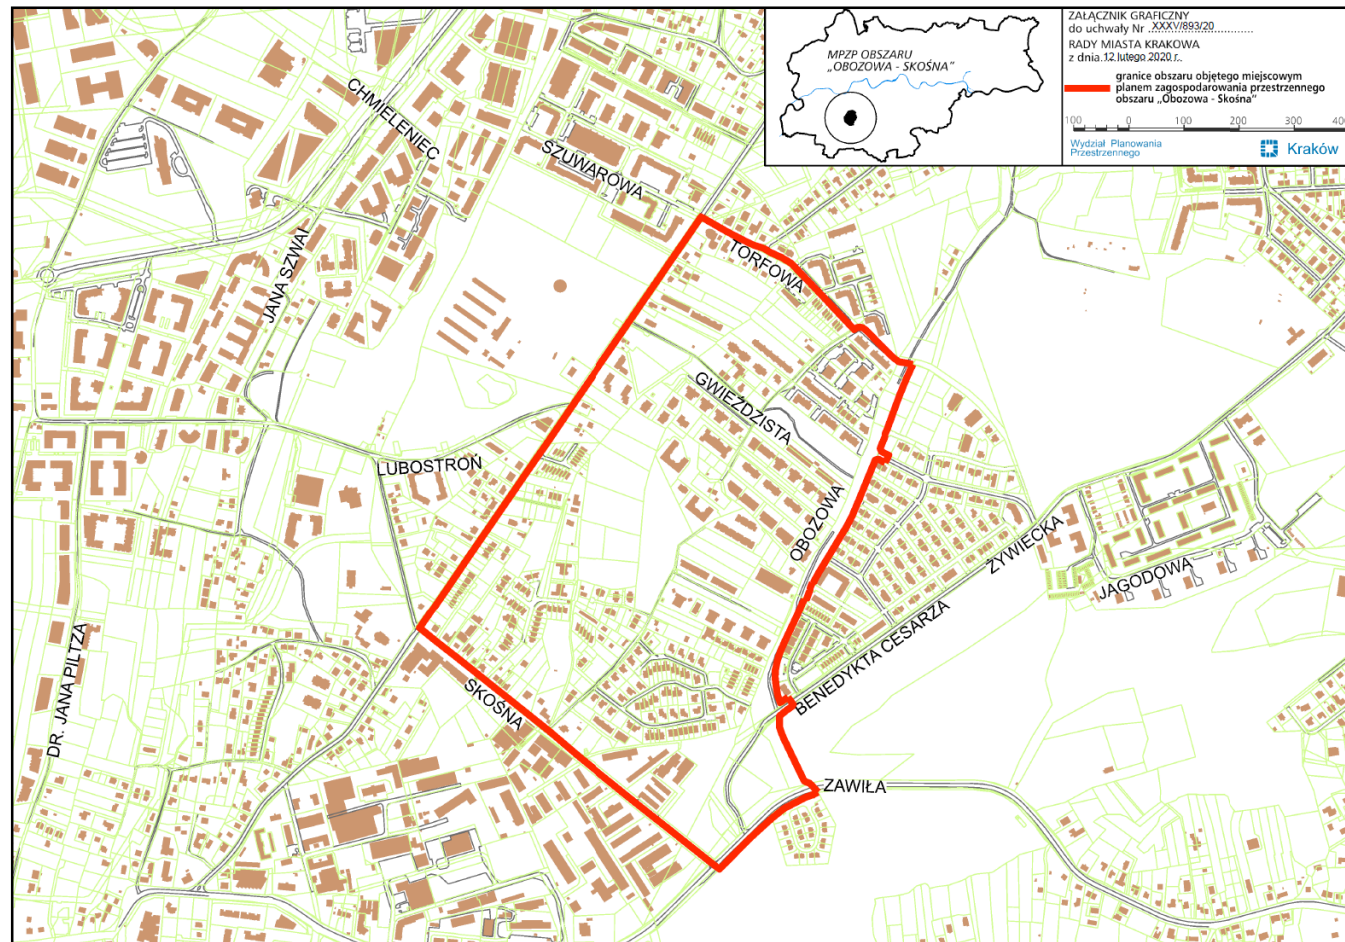 ZAŁĄCZNIK GRAFICZNY
do uchwały Nr XXXV/893/20
RADY MIASTA KRAKOWA
z dnia 12 lutego 2020 r.
granice obszaru objętego miejscowym
planem zagospodarowania przestrzennego
obszaru „Obozowa - Skośna"
100 0 100 200 300 400
Wydział Planowania
Przestrzennego
Kraków
MPZP OBSZARU
„OBOZOWA - SKOŚNA"
CHMIELENIEC
SZUWAROWA
JANA SZWAI
TORFOWA
GWIEŹDZISTA
LUBOSTROŃ
OBOZOWA
ŻYWIECKA
JAGODOWA
BENEDYKTA CESARZA
DR. JANA PILTZA
SKOŚNA
ZAWIŁA